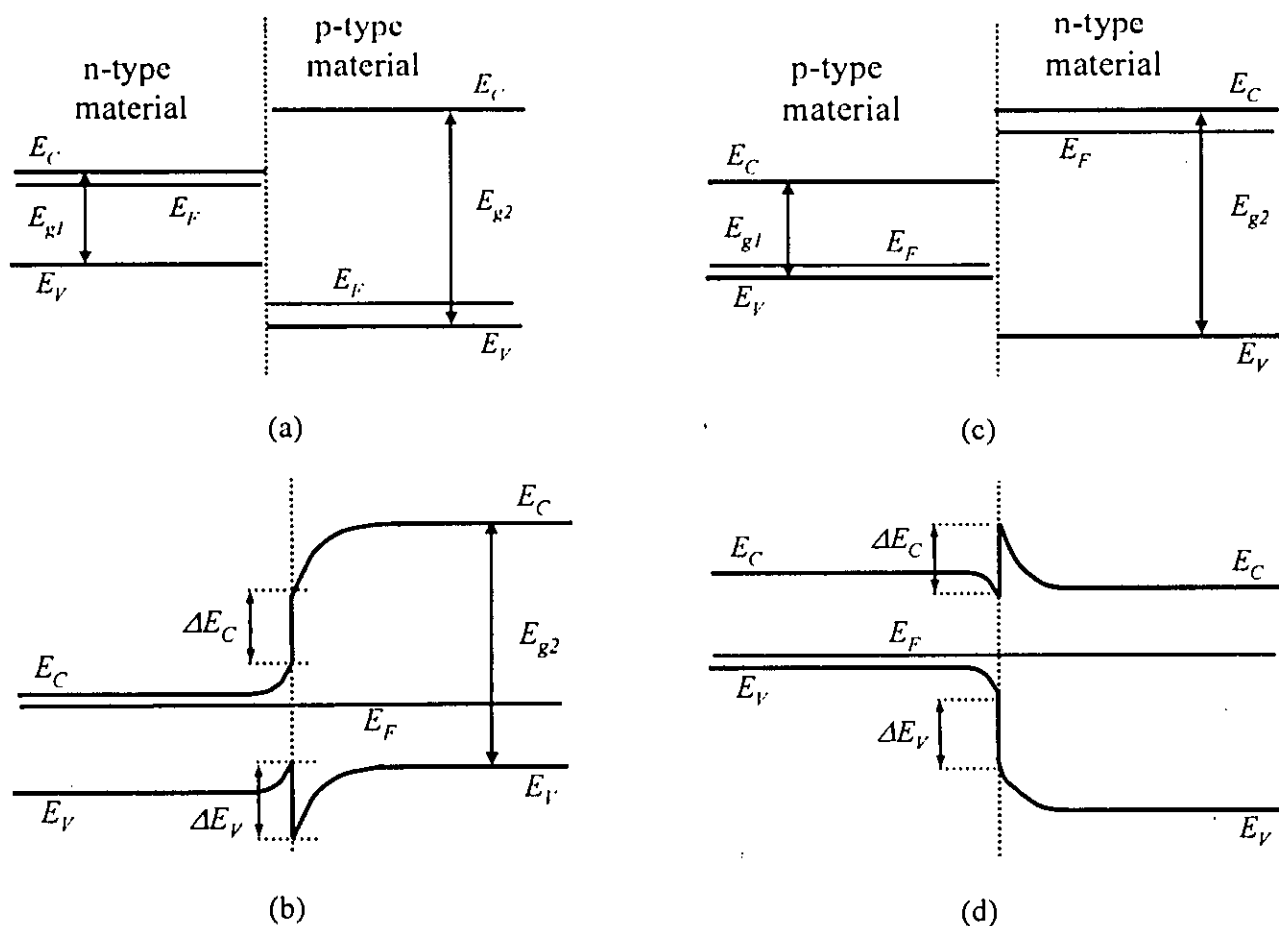 p-type
material
n-type
material
E_C
E_C
E_g1
E_F
E_g2
E_V
E_F
E_V
(a)
n-type
material
p-type
material
E_C
E_C
E_F
E_g1
E_F
E_g2
E_V
E_V
(c)
E_C
ΔE_C
E_g2
E_C
E_F
ΔE_V
E_V
E_V
(b)
ΔE_C
E_C
E_C
E_F
E_V
ΔE_V
E_V
(d)